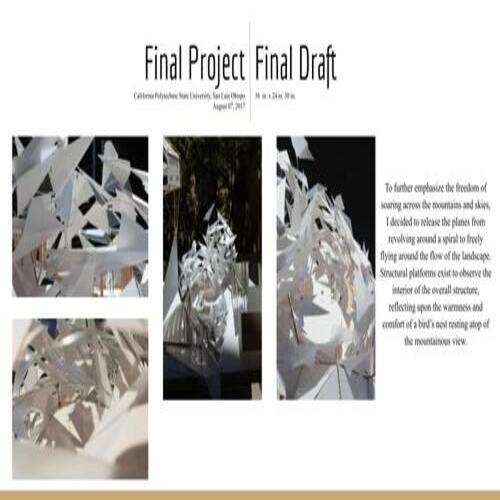 Final Project Final Draft
California Polytechnic State University, San Luis Obispo
August 07, 2017
36 in. x 24 in. 30 in.
To further emphasize the freedom of
soaring across the mountains and skies,
I decided to release the planes from
revolving around a spiral to freely
flying around the flow of the landscape.
Structural platforms exist to observe the
interior of the overall structure,
reflecting upon the warmness and
comfort of a bird's nest resting atop of
the mountainous view.